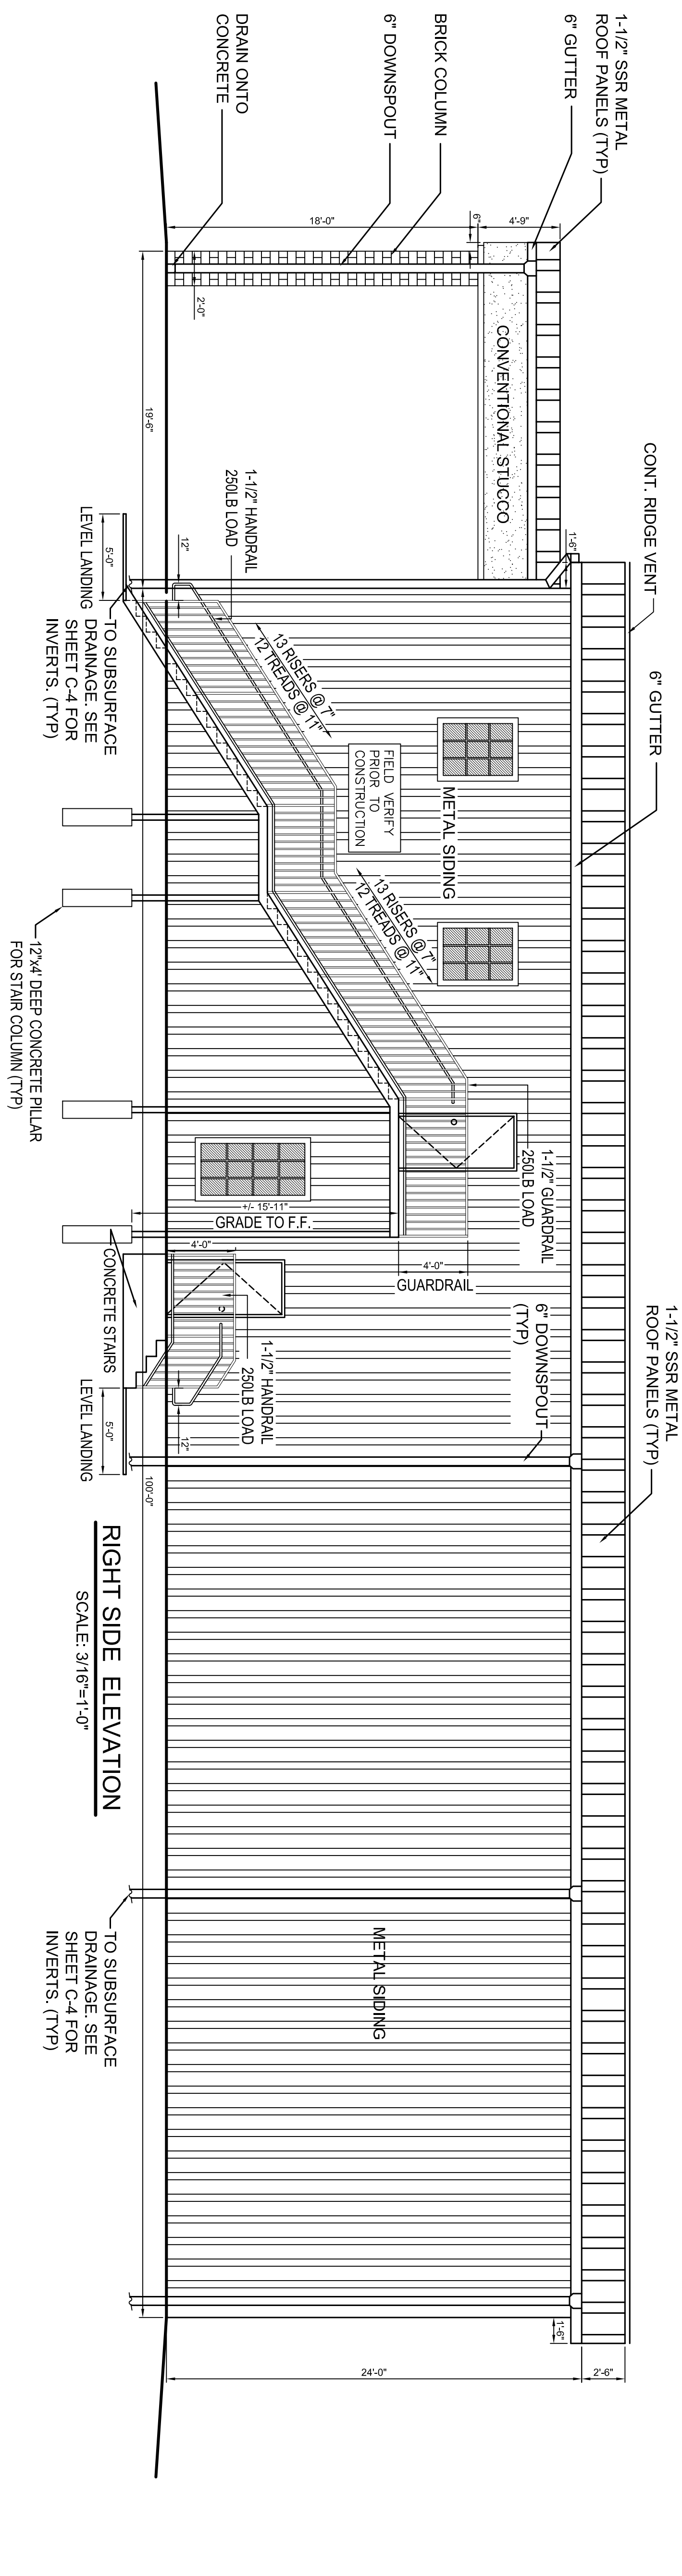 1-1/2" SSR METAL
ROOF PANELS (TYP)
6" GUTTER
BRICK COLUMN
6" DOWNSPOUT
DRAIN ONTO
CONCRETE
18'-0"
6"
4'-9"
2'-0"
19'-6"
CONVENTIONAL STUCCO
CONT. RIDGE VENT
1'-6"
6" GUTTER
1-1/2" HANDRAIL
250LB LOAD
12"
5'-0"
LEVEL LANDING
TO SUBSURFACE
DRAINAGE. SEE
SHEET C-4 FOR
INVERTS. (TYP)
13 RISERS @ 7"
12 TREADS @ 11"
FIELD VERIFY
PRIOR TO
CONSTRUCTION
METAL SIDING
13 RISERS @ 7"
12 TREADS @ 11"
12"x4' DEEP CONCRETE PILLAR
FOR STAIR COLUMN (TYP)
1-1/2" GUARDRAIL
250LB LOAD
+/- 15'-11"
GRADE TO F.F.
4'-0"
GUARDRAIL
4'-0"
CONCRETE STAIRS
1-1/2" HANDRAIL
250LB LOAD
12"
5'-0"
LEVEL LANDING
6" DOWNSPOUT
(TYP)
1-1/2" SSR METAL
ROOF PANELS (TYP)
100'-0"
RIGHT SIDE ELEVATION
SCALE: 3/16"=1'-0"
METAL SIDING
TO SUBSURFACE
DRAINAGE. SEE
SHEET C-4 FOR
INVERTS. (TYP)
1'-6"
24'-0"
2'-6"